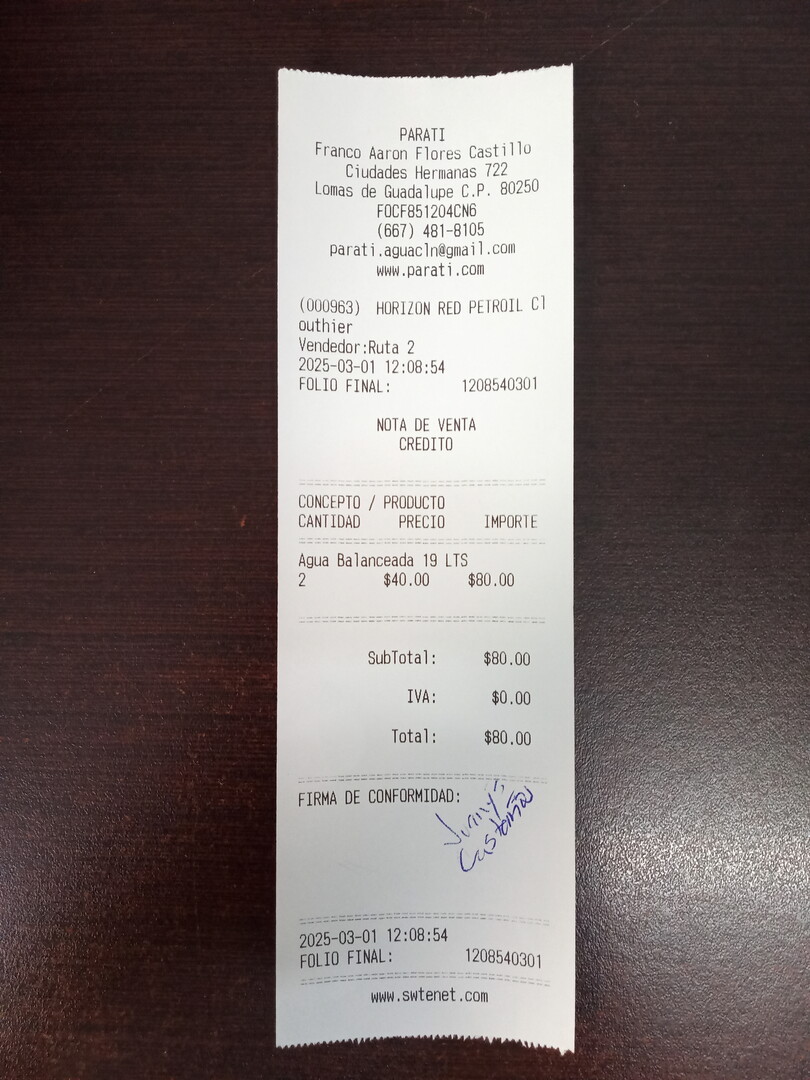 PARATI
Franco Aaron Flores Castillo
Ciudades Hermanas 722
Lomas de Guadalupe C.P. 80250
FOCF851204CN6
(667) 481-8105
parati.aguacln@gmail.com
www.parati.com
(000963) HORIZON RED PETROIL Cl
outhier
Vendedor:Ruta 2
2025-03-01 12:08:54
FOLIO FINAL: 1208540301
NOTA DE VENTA
CREDITO
CONCEPTO / PRODUCTO
CANTIDAD PRECIO IMPORTE
Agua Balanceada 19 LTS
2 $40.00 $80.00
SubTotal: $80.00
IVA: $0.00
Total: $80.00
FIRMA DE CONFORMIDAD:
Castaños
2025-03-01 12:08:54
FOLIO FINAL: 1208540301
www.swtenet.com